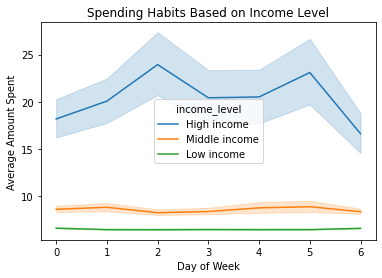 Spending Habits Based on Income Level
Average Amount Spent
25
20
15
10
income_level
High income
Middle income
Low income
0 1 2 3 4 5 6
Day of Week